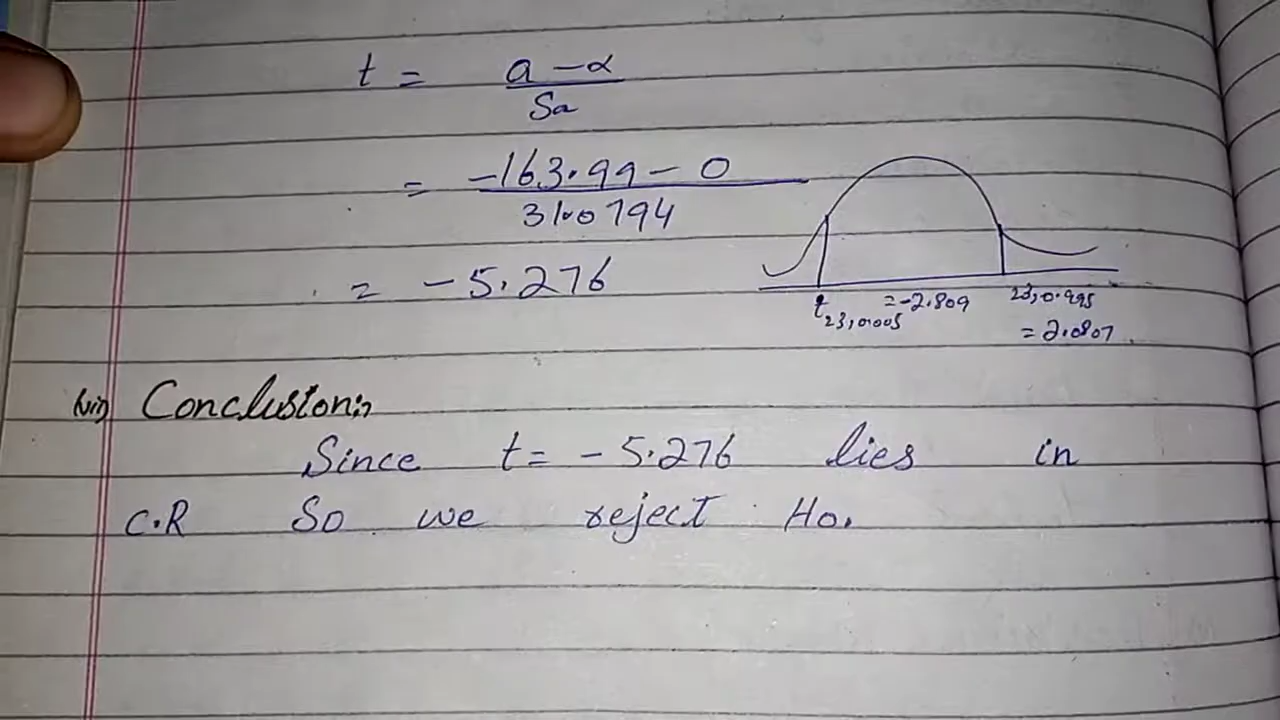 t = a - α
Sa
= -163.99 - 0
31.0794
= -5.276
t23,0.005 = -2.809
23,0.995
= 2.0807
(vii) Conclusion:
Since t = -5.276 lies in
C.R So we reject Ho.